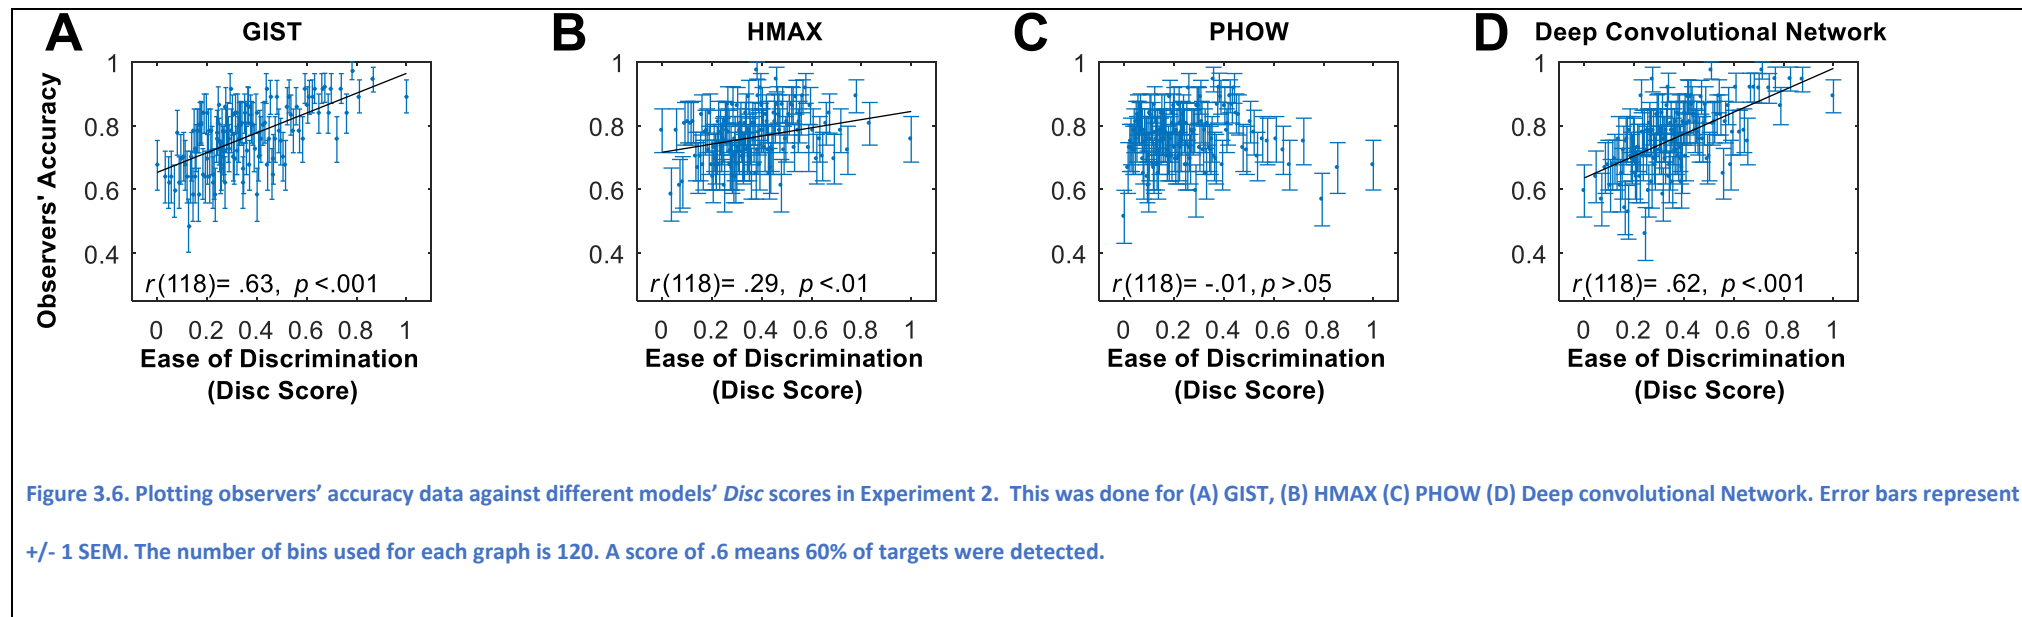 A GIST
B HMAX
C PHOW
D Deep Convolutional Network
Observers' Accuracy
1
0.8
0.6
0.4
r(118)= .63, p<.001
0 0.2 0.4 0.6 0.8 1
Ease of Discrimination
(Disc Score)
1
0.8
0.6
0.4
r(118)= .29, p<.01
0 0.2 0.4 0.6 0.8 1
Ease of Discrimination
(Disc Score)
1
0.8
0.6
0.4
r(118)= -.01, p>.05
0 0.2 0.4 0.6 0.8 1
Ease of Discrimination
(Disc Score)
1
0.8
0.6
0.4
r(118)= .62, p<.001
0 0.2 0.4 0.6 0.8 1
Ease of Discrimination
(Disc Score)
Figure 3.6. Plotting observers’ accuracy data against different models’ Disc scores in Experiment 2. This was done for (A) GIST, (B) HMAX (C) PHOW (D) Deep convolutional Network. Error bars represent
+/- 1 SEM. The number of bins used for each graph is 120. A score of .6 means 60% of targets were detected.